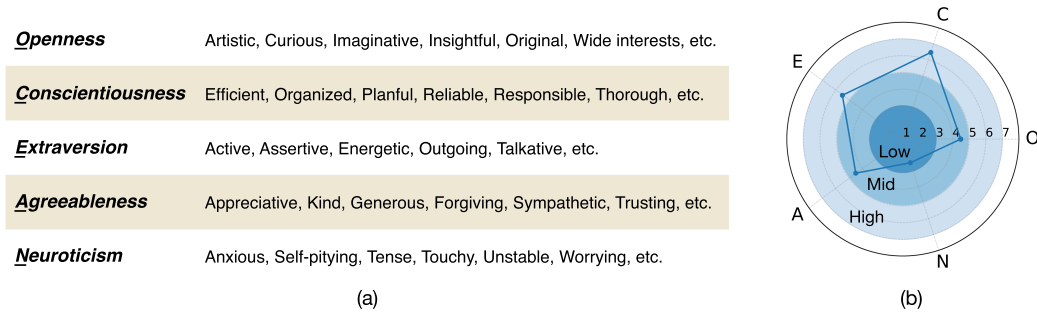 Openness Artistic, Curious, Imaginative, Insightful, Original, Wide interests, etc.
Conscientiousness Efficient, Organized, Planful, Reliable, Responsible, Thorough, etc.
Extraversion Active, Assertive, Energetic, Outgoing, Talkative, etc.
Agreeableness Appreciative, Kind, Generous, Forgiving, Sympathetic, Trusting, etc.
Neuroticism Anxious, Self-pitying, Tense, Touchy, Unstable, Worrying, etc.
(a)
C
E
1 2 3 4 5 6 7 O
Low
Mid
A High
N
(b)